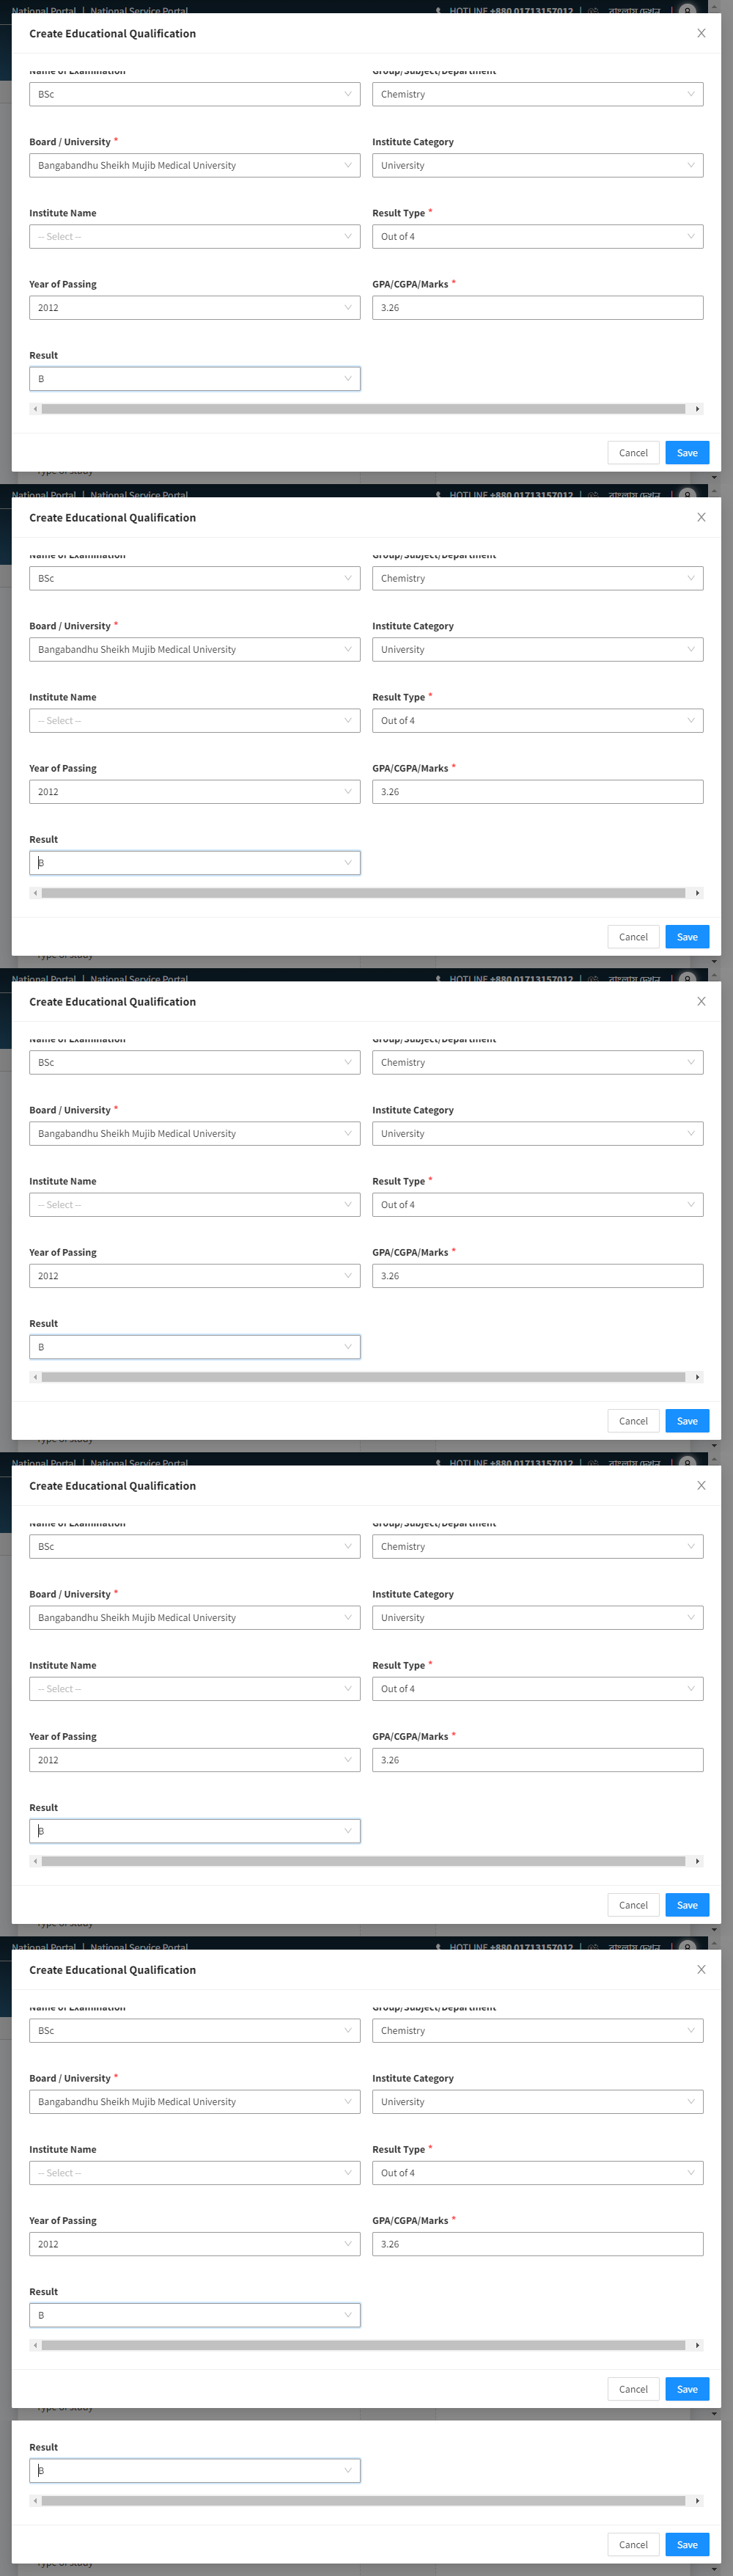 National Portal | National Service Portal HOTLINE +880 01713157012 | বাংলায় দেখুন |
Create Educational Qualification
Name of Examination Group/Subject/Department
BSc Chemistry
Board / University * Institute Category
Bangabandhu Sheikh Mujib Medical University University
Institute Name Result Type *
-- Select -- Out of 4
Year of Passing GPA/CGPA/Marks *
2012 3.26
Result
B
Cancel Save
Type of study
National Portal | National Service Portal HOTLINE +880 01713157012 | বাংলায় দেখুন |
Create Educational Qualification
Name of Examination Group/Subject/Department
BSc Chemistry
Board / University * Institute Category
Bangabandhu Sheikh Mujib Medical University University
Institute Name Result Type *
-- Select -- Out of 4
Year of Passing GPA/CGPA/Marks *
2012 3.26
Result
B
Cancel Save
Type of study
National Portal | National Service Portal HOTLINE +880 01713157012 | বাংলায় দেখুন |
Create Educational Qualification
Name of Examination Group/Subject/Department
BSc Chemistry
Board / University * Institute Category
Bangabandhu Sheikh Mujib Medical University University
Institute Name Result Type *
-- Select -- Out of 4
Year of Passing GPA/CGPA/Marks *
2012 3.26
Result
B
Cancel Save
Type of study
National Portal | National Service Portal HOTLINE +880 01713157012 | বাংলায় দেখুন |
Create Educational Qualification
Name of Examination Group/Subject/Department
BSc Chemistry
Board / University * Institute Category
Bangabandhu Sheikh Mujib Medical University University
Institute Name Result Type *
-- Select -- Out of 4
Year of Passing GPA/CGPA/Marks *
2012 3.26
Result
B
Cancel Save
Type of study
National Portal | National Service Portal HOTLINE +880 01713157012 | বাংলায় দেখুন |
Create Educational Qualification
Name of Examination Group/Subject/Department
BSc Chemistry
Board / University * Institute Category
Bangabandhu Sheikh Mujib Medical University University
Institute Name Result Type *
-- Select -- Out of 4
Year of Passing GPA/CGPA/Marks *
2012 3.26
Result
B
Cancel Save
Type of study
Result
B
Cancel Save
Type of study